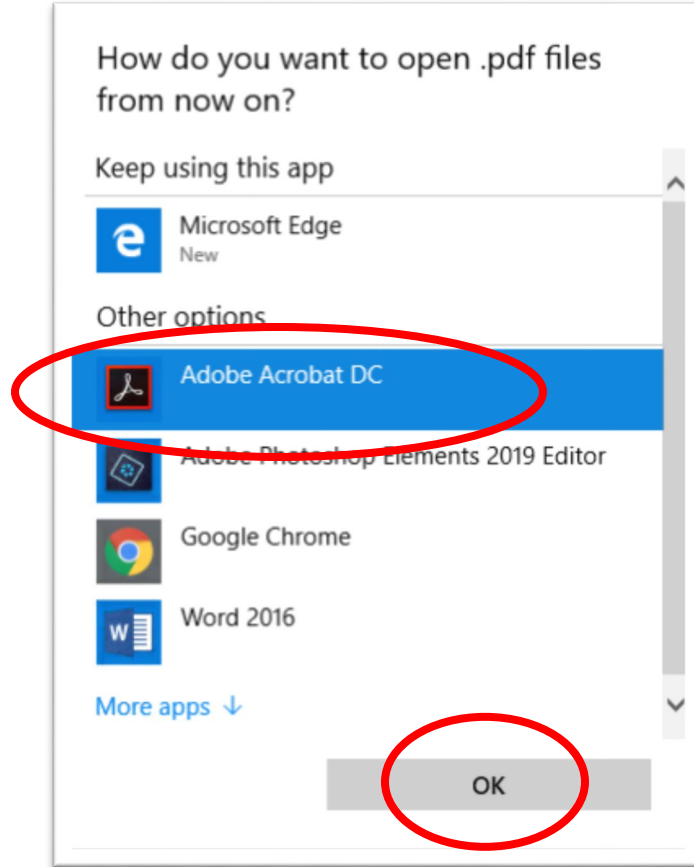 How do you want to open .pdf files
from now on?
Keep using this app
Microsoft Edge
New
Other options
Adobe Acrobat DC
Adobe Photoshop Elements 2019 Editor
Google Chrome
Word 2016
More apps ↓
OK